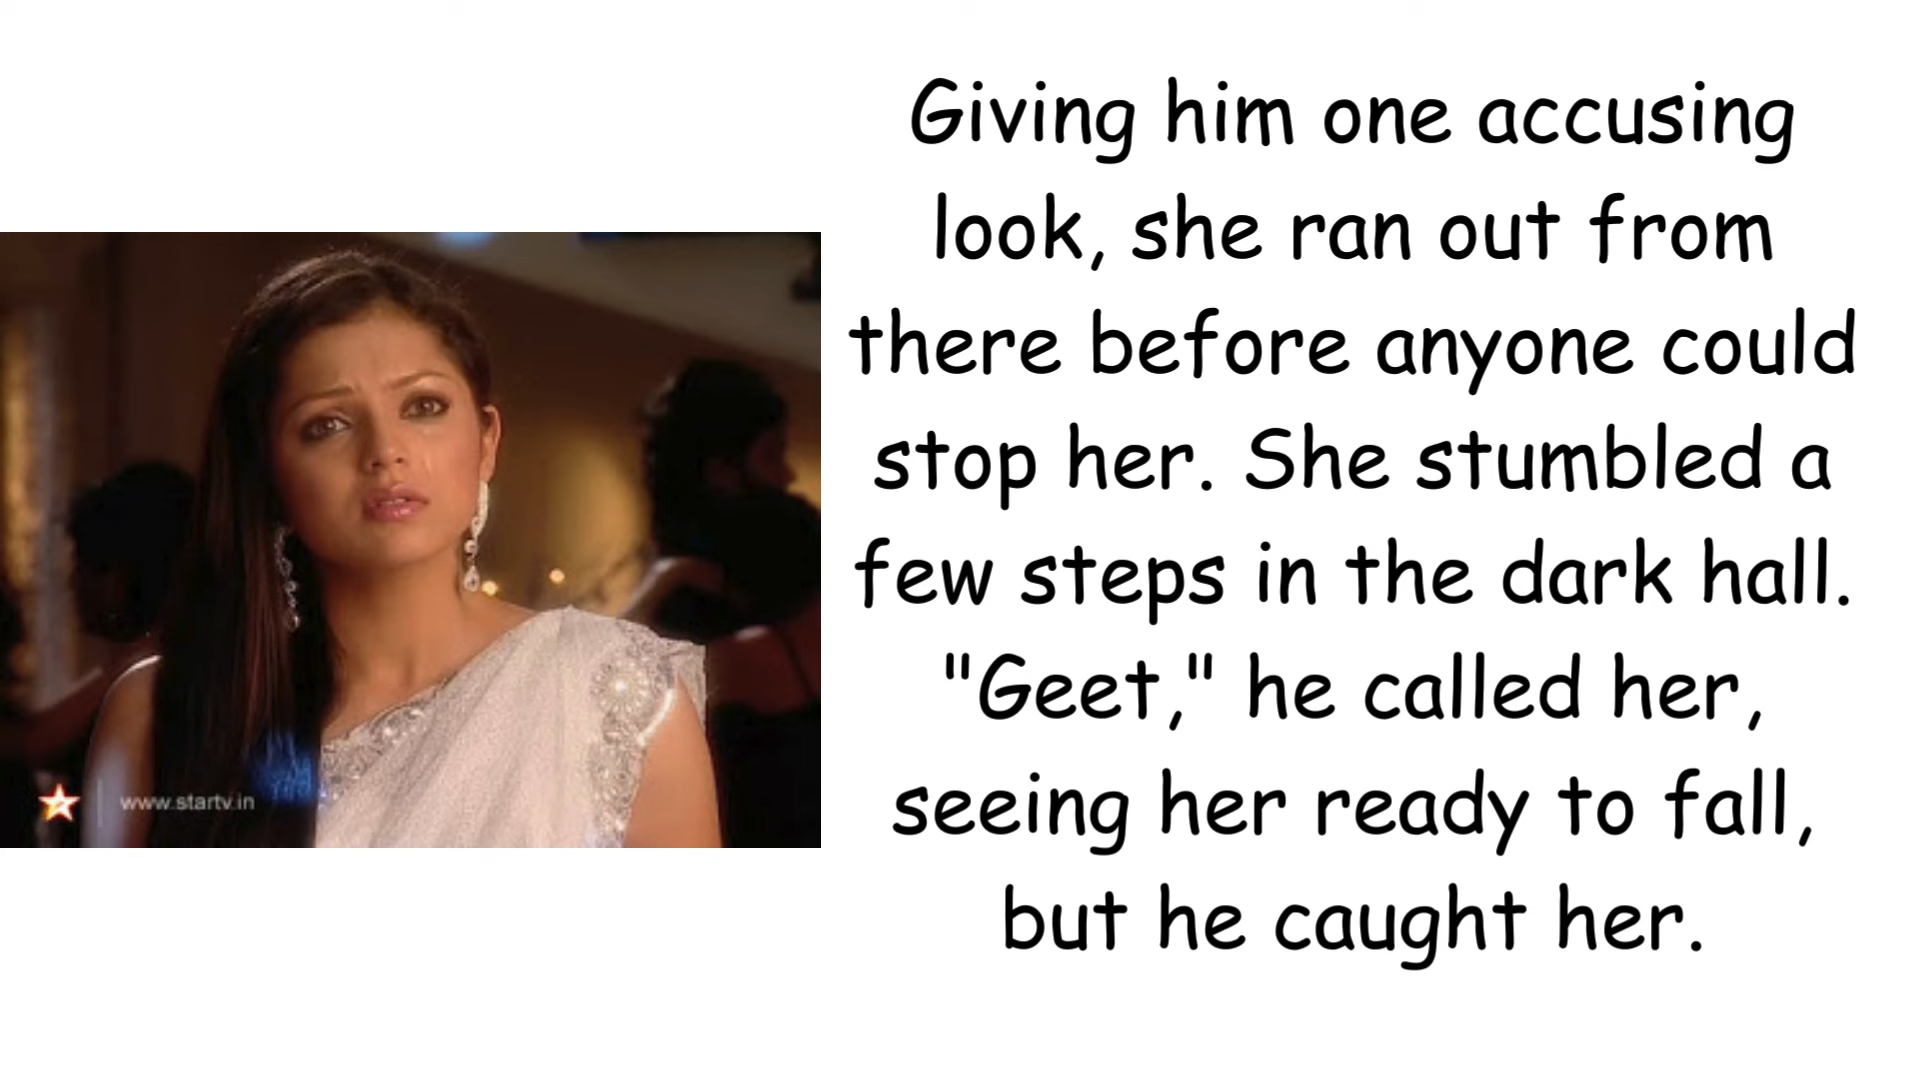 Giving him one accusing
look, she ran out from
there before anyone could
stop her. She stumbled a
few steps in the dark hall.
"Geet," he called her,
seeing her ready to fall,
but he caught her.
www.startv.in